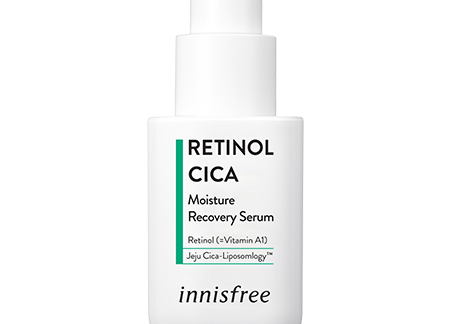 RETINOL
CICA
Moisture
Recovery Serum
Retinol (=Vitamin A1)
Jeju Cica-Liposomlogy™
innisfree